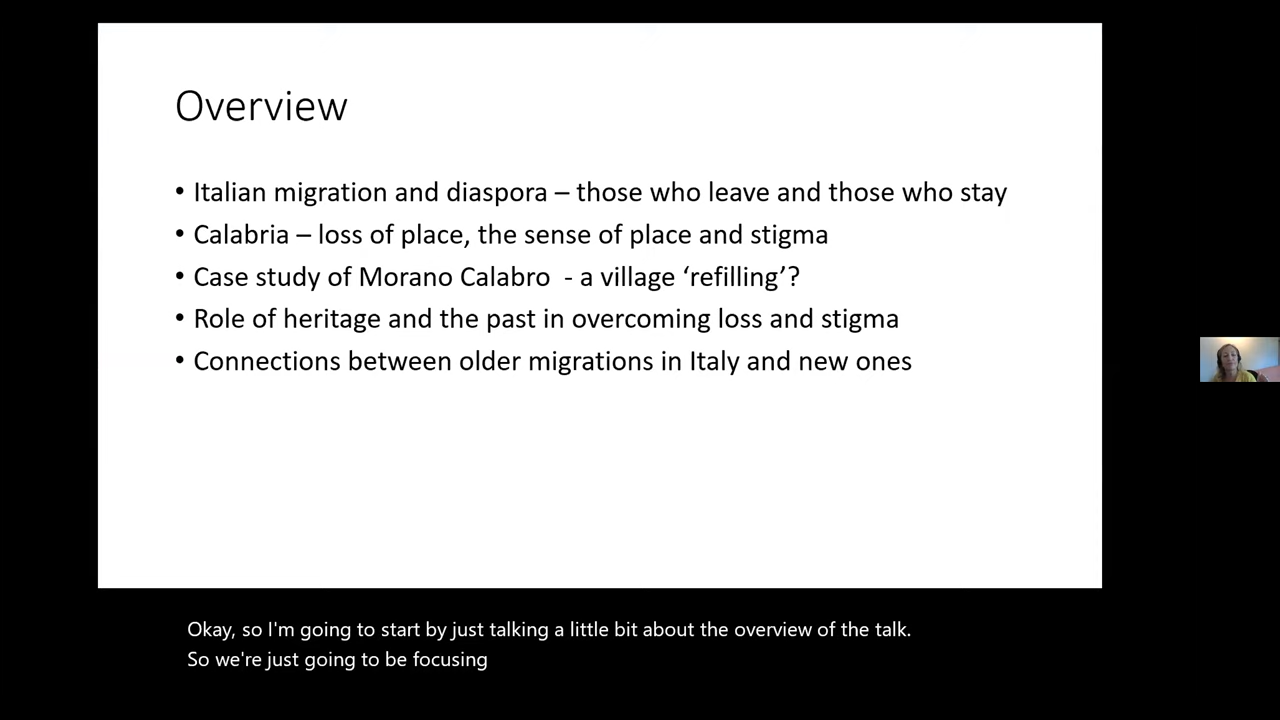 Overview
• Italian migration and diaspora – those who leave and those who stay
• Calabria – loss of place, the sense of place and stigma
• Case study of Morano Calabro  - a village ‘refilling’?
• Role of heritage and the past in overcoming loss and stigma
• Connections between older migrations in Italy and new ones
Okay, so I'm going to start by just talking a little bit about the overview of the talk.
So we're just going to be focusing